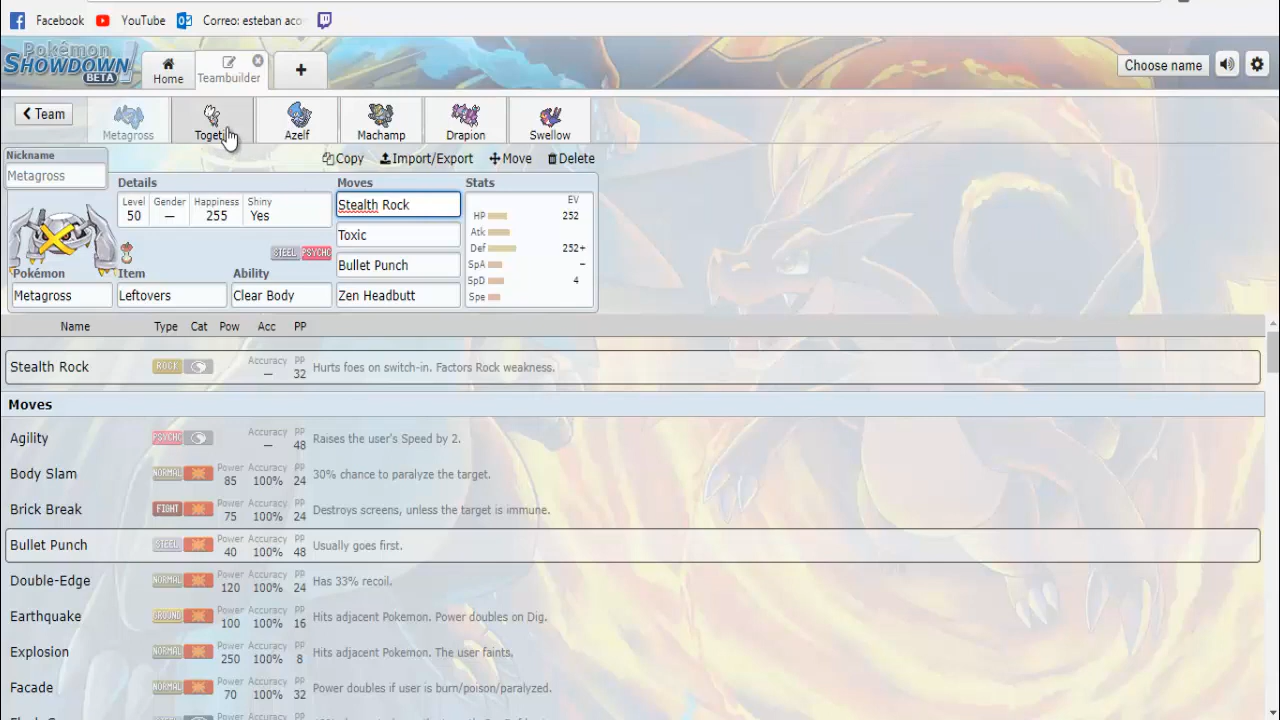 Facebook YouTube Correo: esteban aco
Pokémon
SHOWDOWN
BETA
Home
Teambuilder
+
Choose name
Team
Metagross
Azelf
Machamp
Drapion
Swellow
Copy Import/Export Move Delete
Nickname
Metagross
Details
Level Gender Happiness Shiny
50 — 255 Yes
STEEL PSYCHC
Pokémon Item Ability
Metagross Leftovers Clear Body
Moves
Stealth Rock
Toxic
Bullet Punch
Zen Headbutt
Stats
EV
HP 252
Atk
Def 252+
SpA –
SpD 4
Spe
Name Type Cat Pow Acc PP
Stealth Rock ROCK Accuracy — PP 32 Hurts foes on switch-in. Factors Rock weakness.
Moves
Agility PSYCHC Accuracy — PP 48 Raises the user's Speed by 2.
Body Slam NORMAL Power 85 Accuracy 100% PP 24 30% chance to paralyze the target.
Brick Break FIGHT Power 75 Accuracy 100% PP 24 Destroys screens, unless the target is immune.
Bullet Punch STEEL Power 40 Accuracy 100% PP 48 Usually goes first.
Double-Edge NORMAL Power 120 Accuracy 100% PP 24 Has 33% recoil.
Earthquake GROUND Power 100 Accuracy 100% PP 16 Hits adjacent Pokemon. Power doubles on Dig.
Explosion NORMAL Power 250 Accuracy 100% PP 8 Hits adjacent Pokemon. The user faints.
Facade NORMAL Power 70 Accuracy 100% PP 32 Power doubles if user is burn/poison/paralyzed.